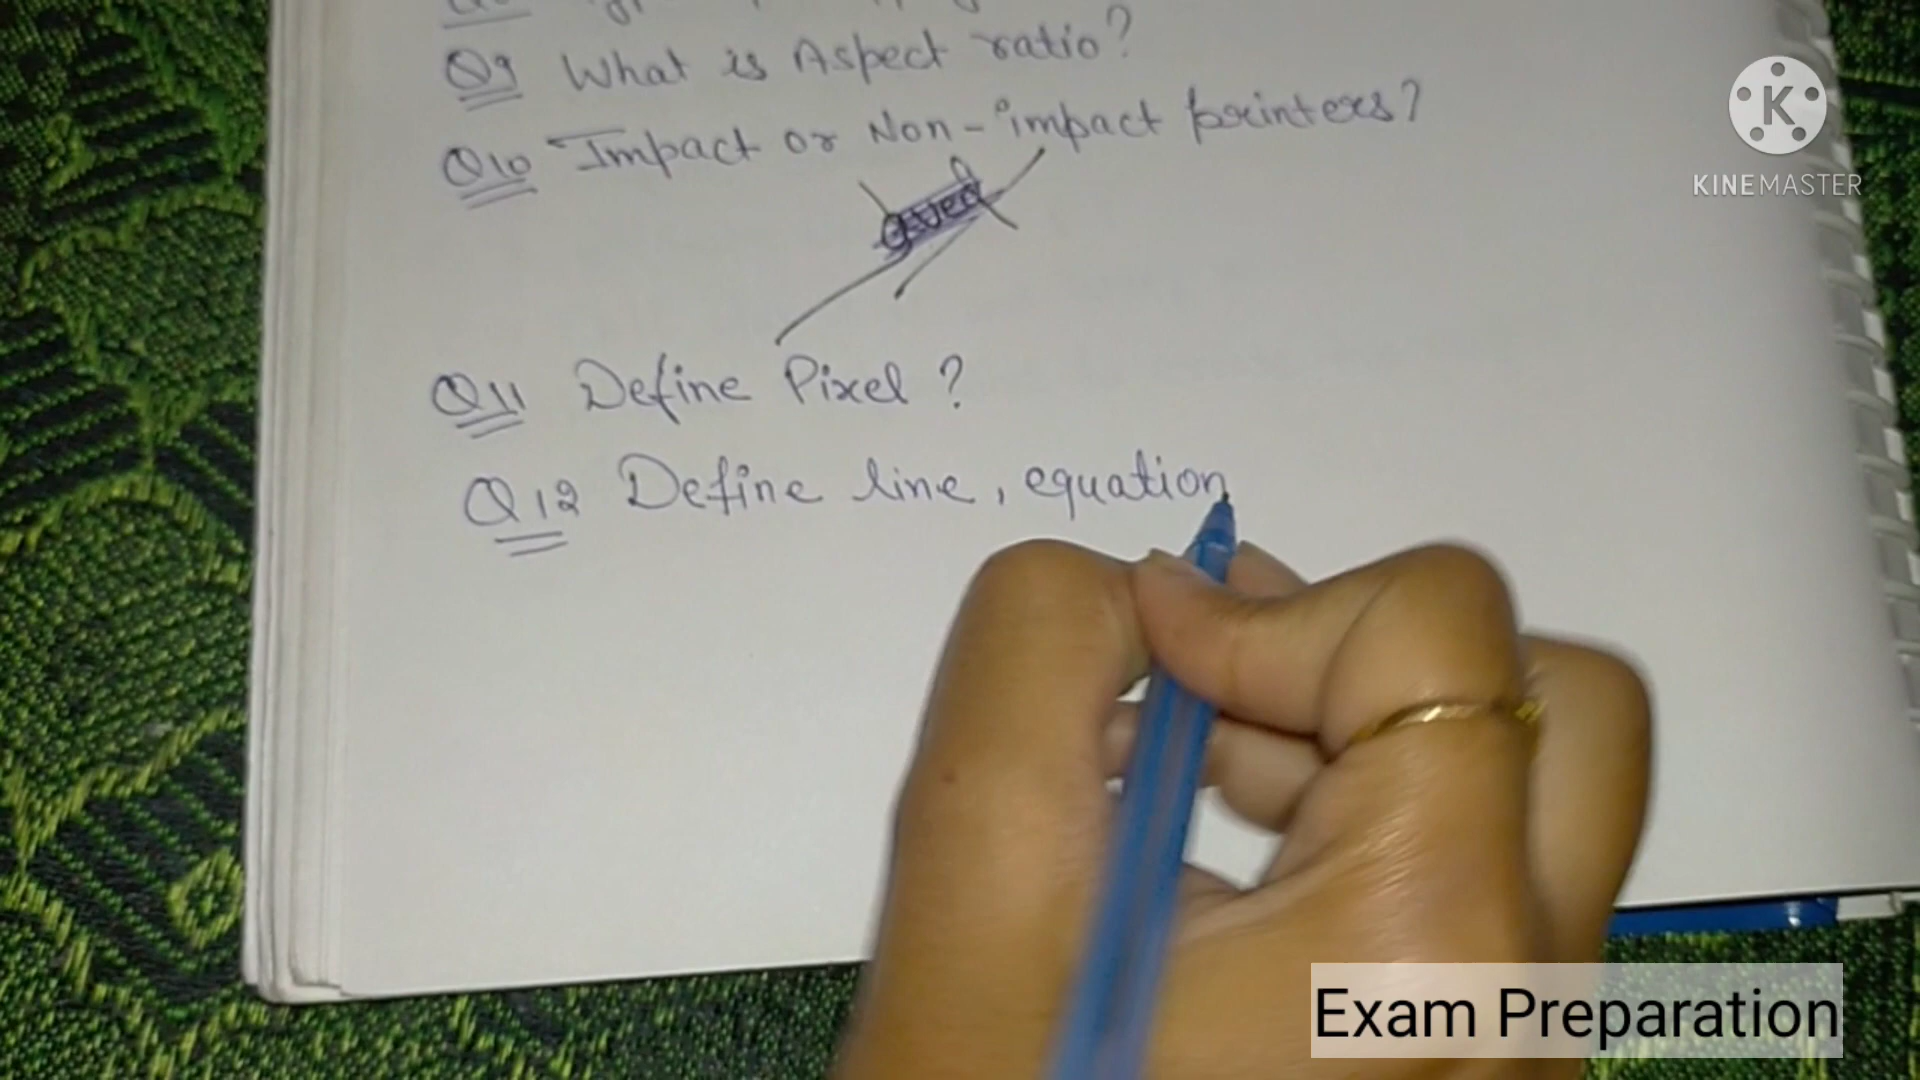 Q9 What is Aspect ratio?
Q10 Impact or Non-impact printers?
Q11 Define Pixel?
Q12 Define line, equation
K
KINEMASTER
Exam Preparation